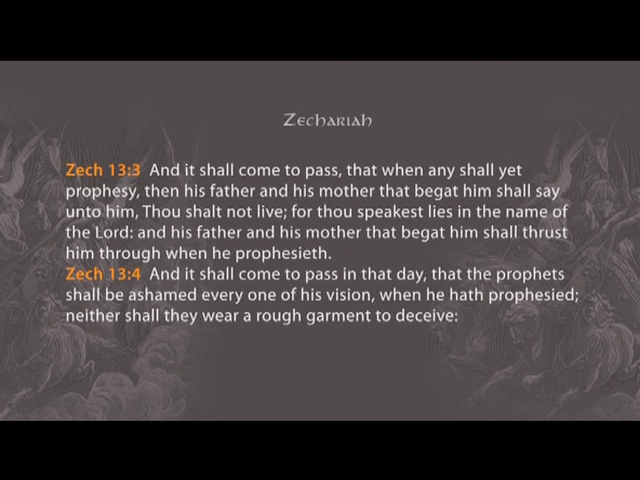 Zechariah
Zech 13:3 And it shall come to pass, that when any shall yet
prophesy, then his father and his mother that begat him shall say
unto him, Thou shalt not live; for thou speakest lies in the name of
the Lord: and his father and his mother that begat him shall thrust
him through when he prophesieth.
Zech 13:4 And it shall come to pass in that day, that the prophets
shall be ashamed every one of his vision, when he hath prophesied;
neither shall they wear a rough garment to deceive: